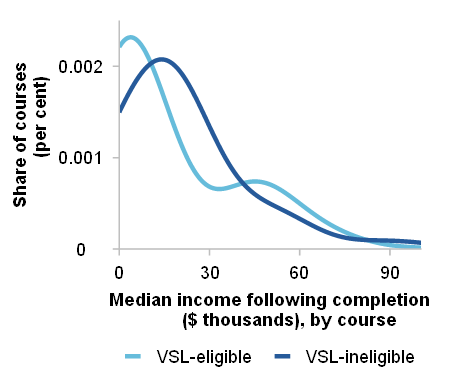 Share of courses
(per cent)
0.002
0.001
0
0 30 60 90
Median income following completion
($ thousands), by course
VSL-eligible VSL-ineligible